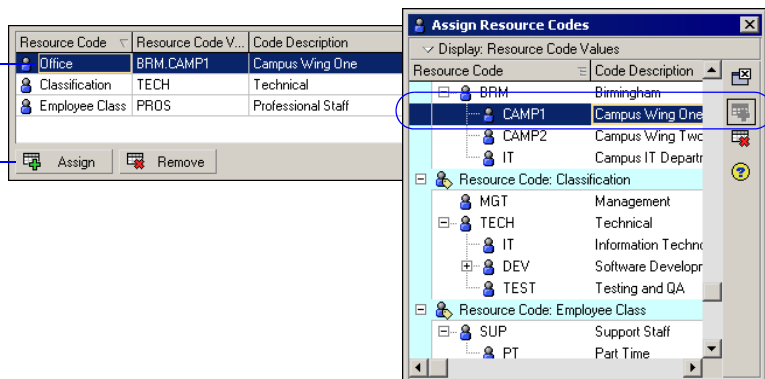 Resource Code Resource Code V... Code Description
Office BRM.CAMP1 Campus Wing One
Classification TECH Technical
Employee Class PROS Professional Staff
Assign Remove
Assign Resource Codes
Display: Resource Code Values
Resource Code Code Description
BRM Birmingham
CAMP1 Campus Wing One
CAMP2 Campus Wing Two
IT Campus IT Departr
Resource Code: Classification
MGT Management
TECH Technical
IT Information Techno
DEV Software Developr
TEST Testing and QA
Resource Code: Employee Class
SUP Support Staff
PT Part Time